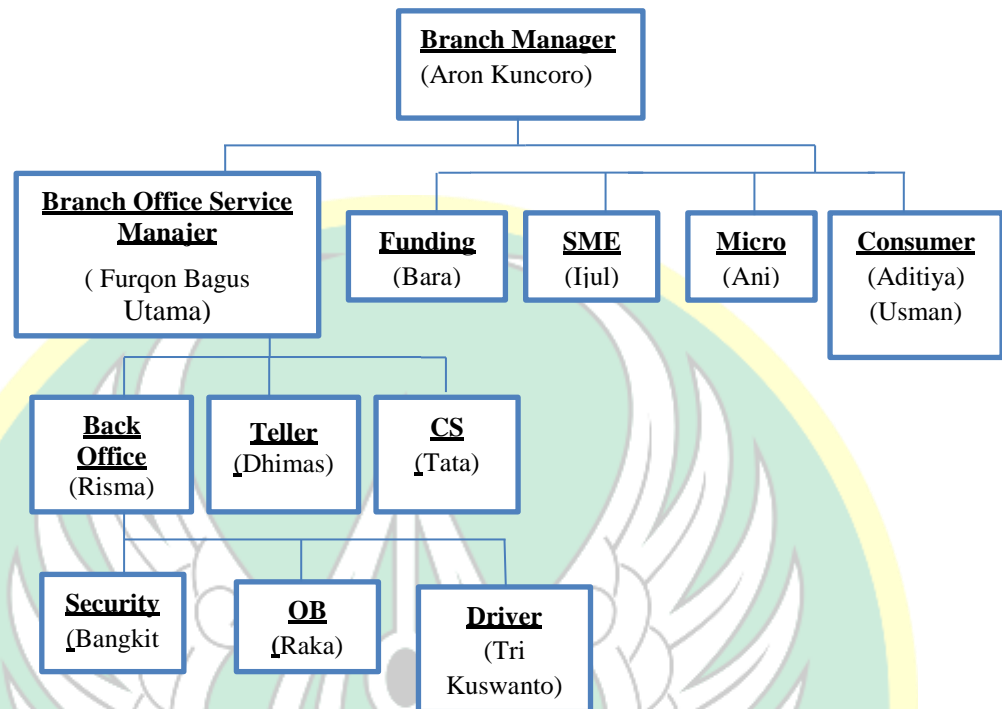 Branch Manager
(Aron Kuncoro)
Branch Office Service
Manajer
( Furqon Bagus
Utama)
Funding
(Bara)
SME
(Ijul)
Micro
(Ani)
Consumer
(Aditiya)
(Usman)
Back
Office
(Risma)
Teller
(Dhimas)
CS
(Tata)
Security
(Bangkit
OB
(Raka)
Driver
(Tri
Kuswanto)